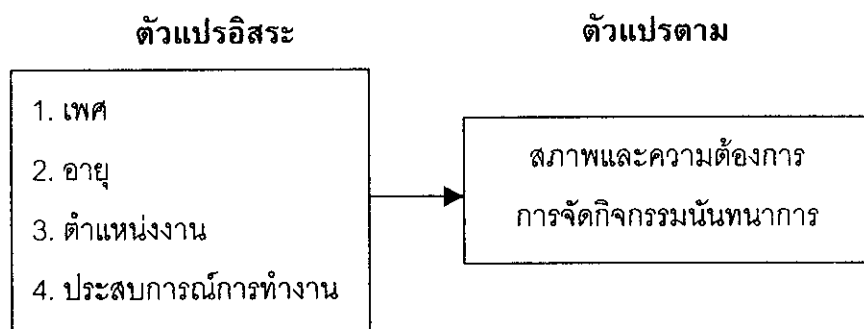 ตัวแปรอิสระ
1. เพศ
2. อายุ
3. ตำแหน่งงาน
4. ประสบการณ์การทำงาน
ตัวแปรตาม
สภาพและความต้องการ
การจัดกิจกรรมนันทนาการ